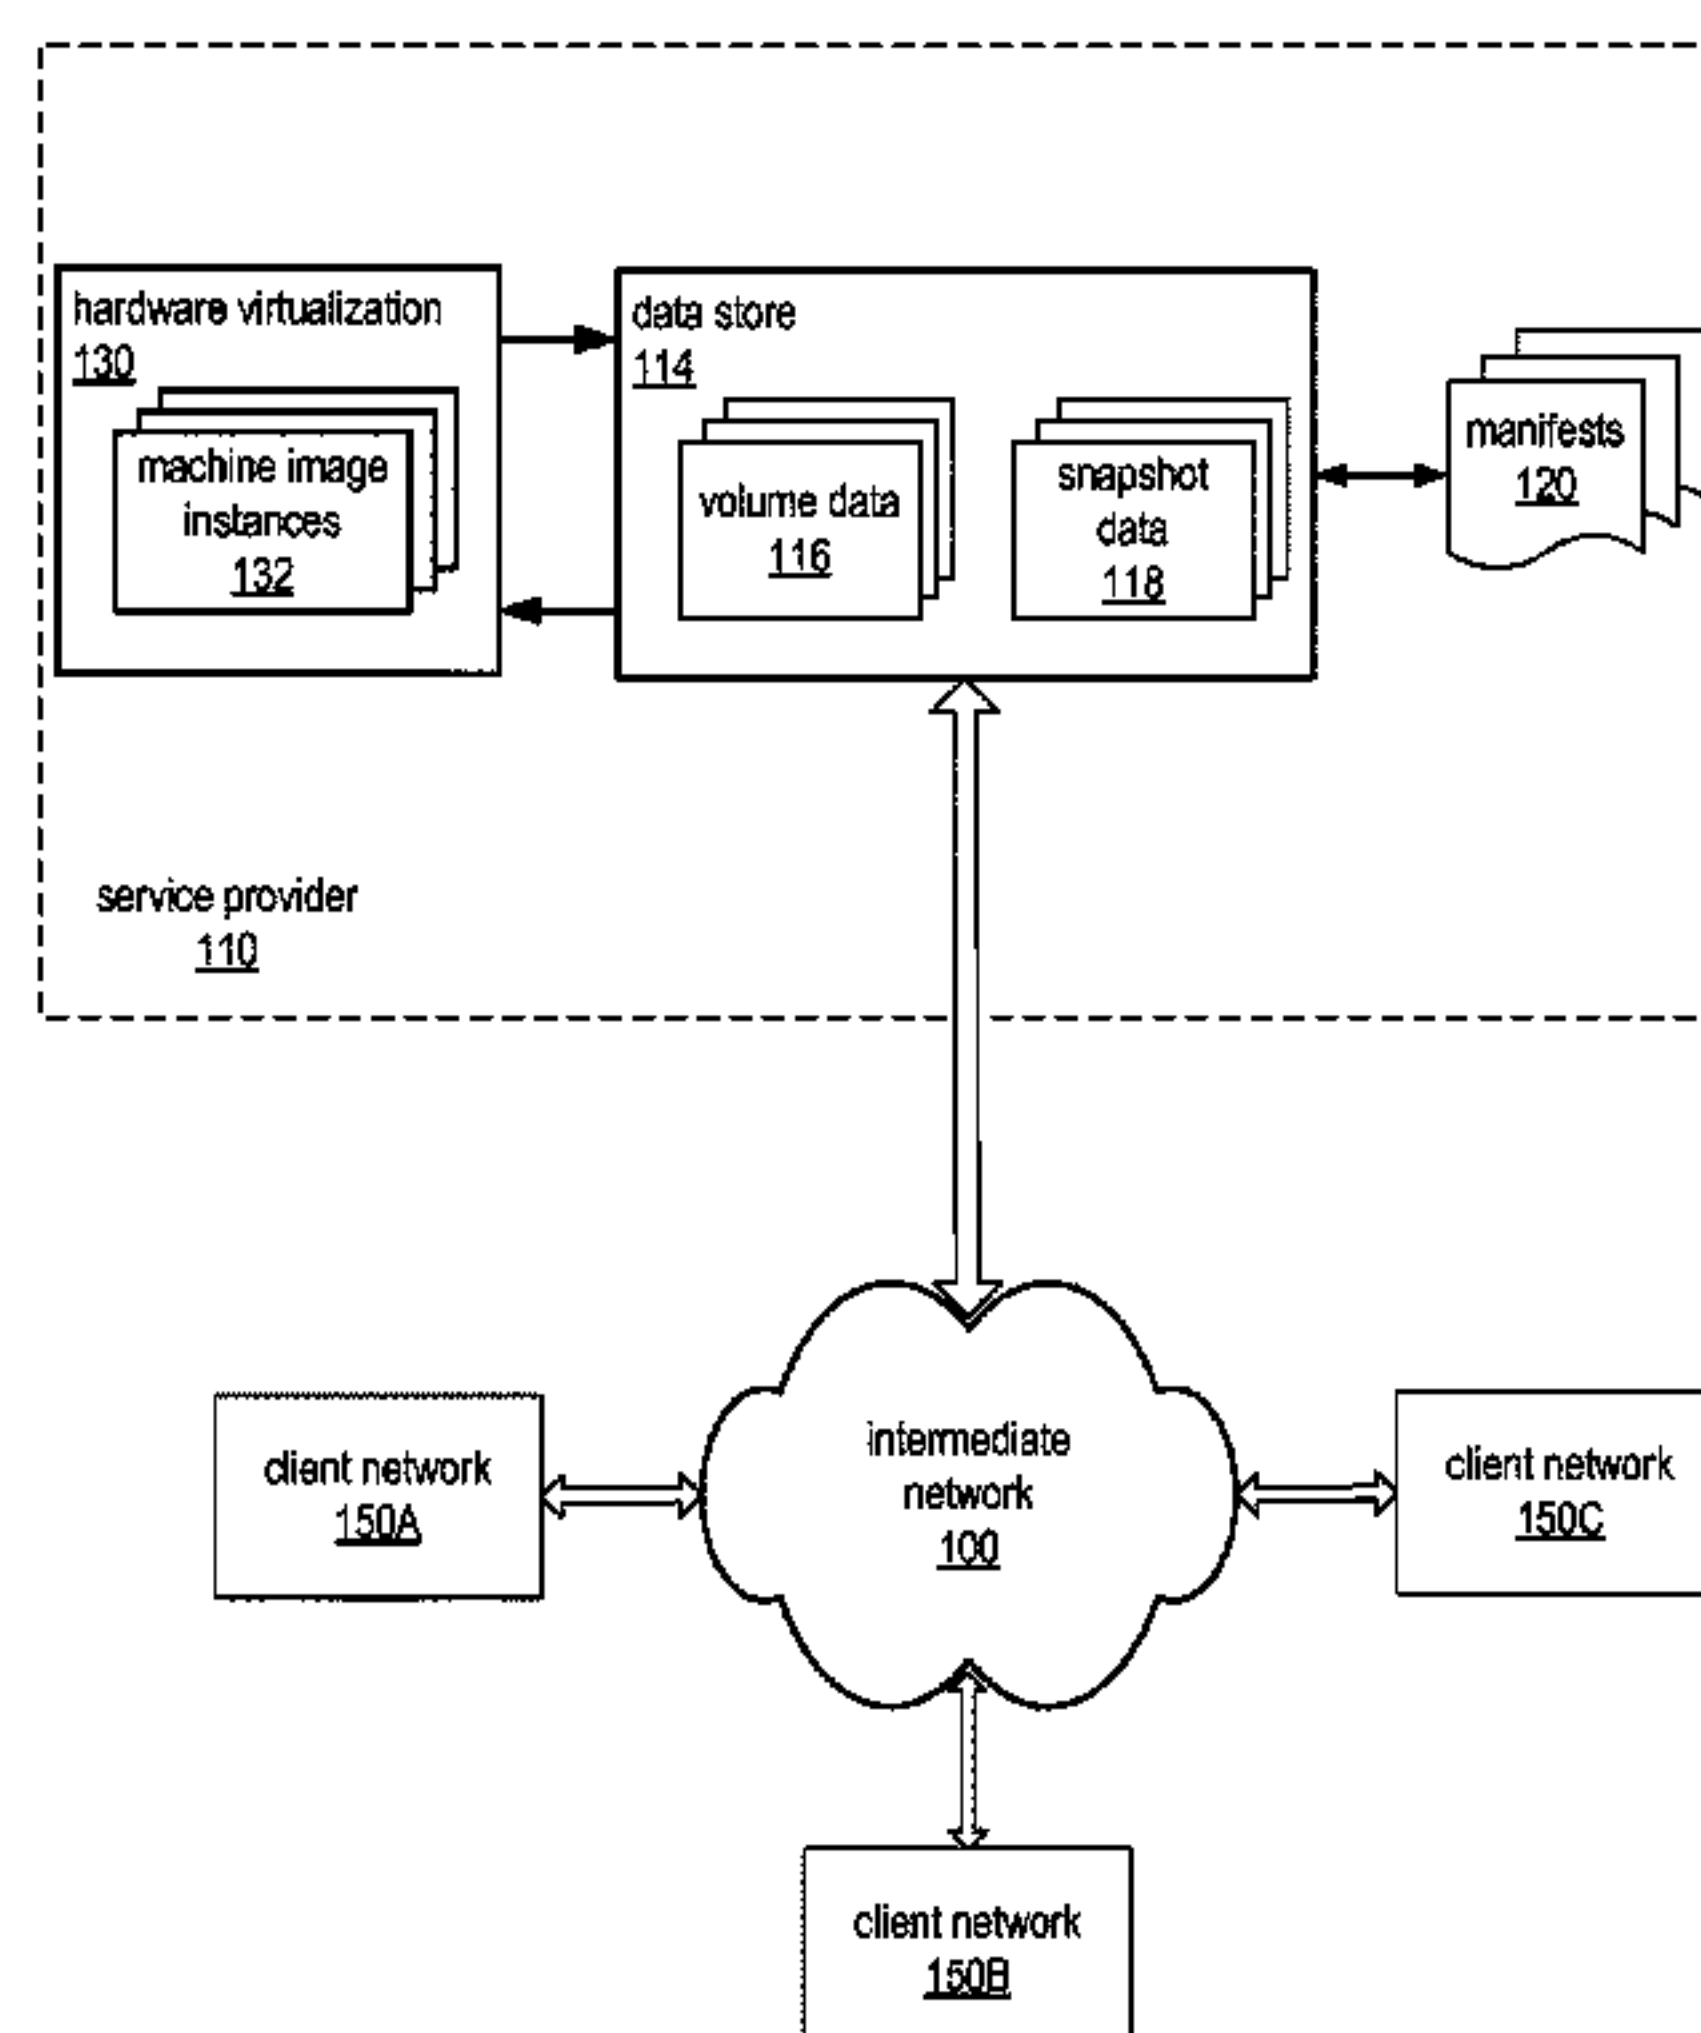 hardware virtualization
130
machine image
instances
132
data store
114
volume data
116
snapshot
data
118
manifests
120
service provider
110
intermediate
network
100
client network
150A
client network
150C
client network
150B